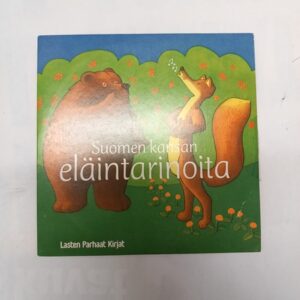 Suomen kansan
eläintarinoita
Lasten Parhaat Kirjat